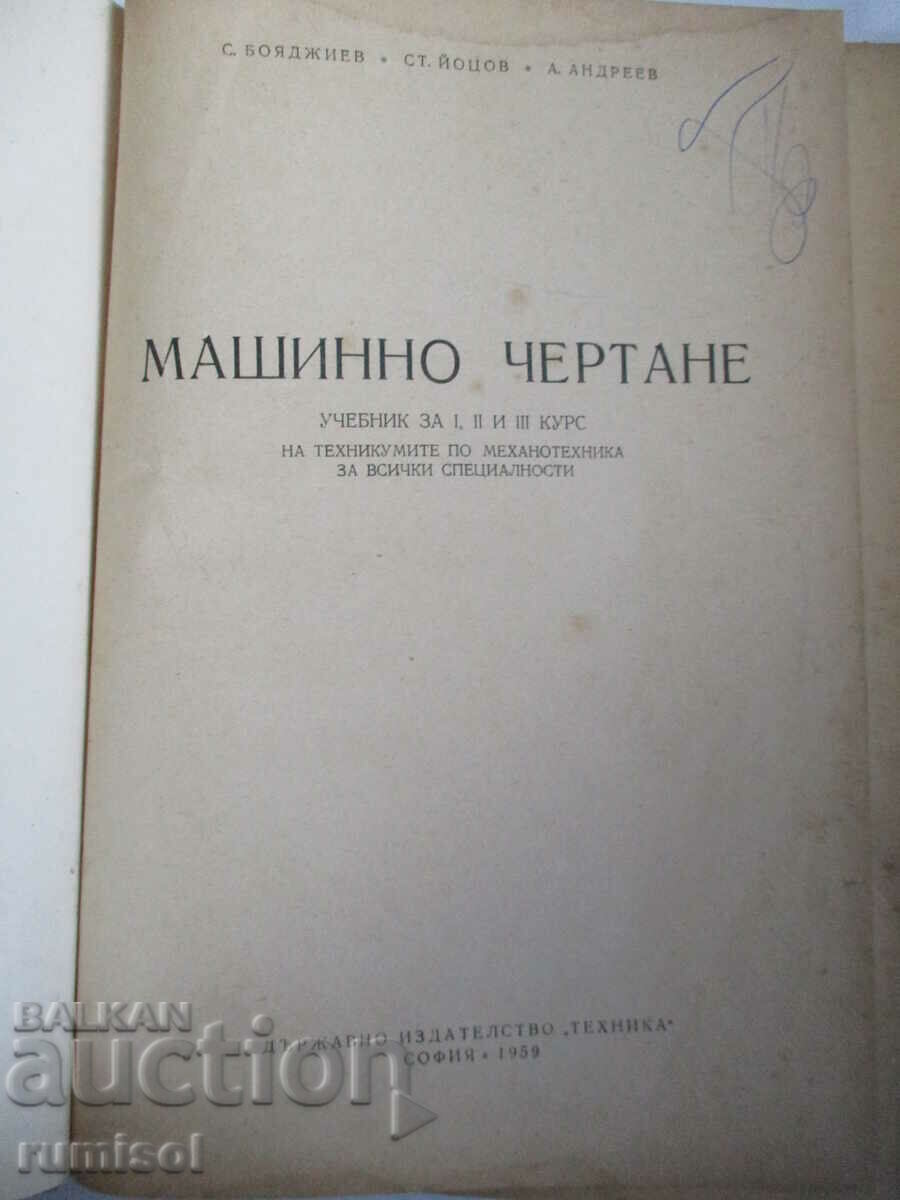 С. БОЯДЖИЕВ • СТ. ЙОЦОВ • А. АНДРЕЕВ
МАШИННО ЧЕРТАНЕ
УЧЕБНИК ЗА I, II И III КУРС
НА ТЕХНИКУМИТЕ ПО МЕХАНОТЕХНИКА
ЗА ВСИЧКИ СПЕЦИАЛНОСТИ
ДЪРЖАВНО ИЗДАТЕЛСТВО „ТЕХНИКА"
СОФИЯ • 1959
BALKAN
auction
rumisol